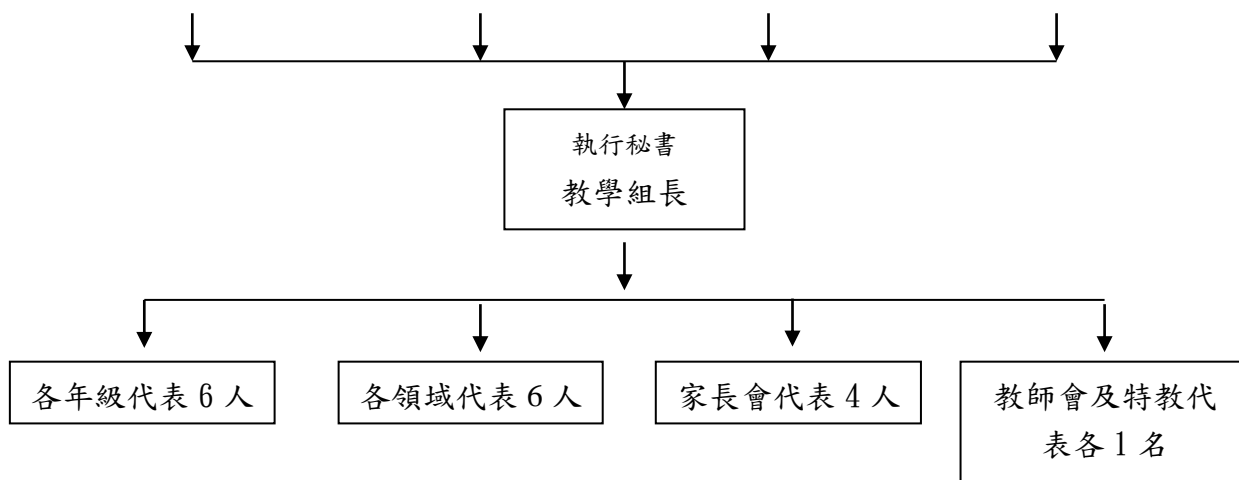 執行秘書
教學組長
各年級代表 6 人
各領域代表 6 人
家長會代表 4 人
教師會及特教代
表各 1 名